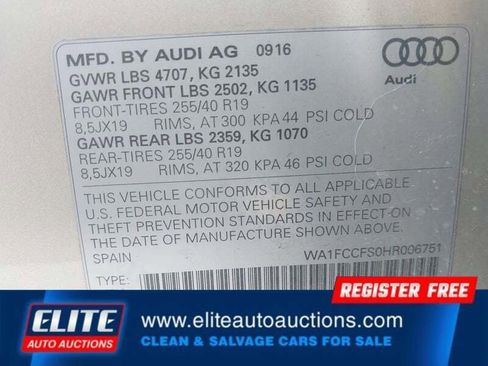 MFD. BY AUDI AG 0916
GVWR LBS 4707, KG 2135
GAWR FRONT LBS 2502, KG 1135
FRONT-TIRES 255/40 R19
8,5JX19 RIMS, AT 300 KPA 44 PSI COLD
GAWR REAR LBS 2359, KG 1070
REAR-TIRES 255/40 R19
8,5JX19 RIMS, AT 320 KPA 46 PSI COLD
Audi
THIS VEHICLE CONFORMS TO ALL APPLICABLE
U.S. FEDERAL MOTOR VEHICLE SAFETY AND
THEFT PREVENTION STANDARDS IN EFFECT ON
THE DATE OF MANUFACTURE SHOWN ABOVE.
SPAIN WA1FCCFS0HR006751
TYPE:
REGISTER FREE
ELITE
AUTO AUCTIONS
www.eliteautoauctions.com
CLEAN & SALVAGE CARS FOR SALE